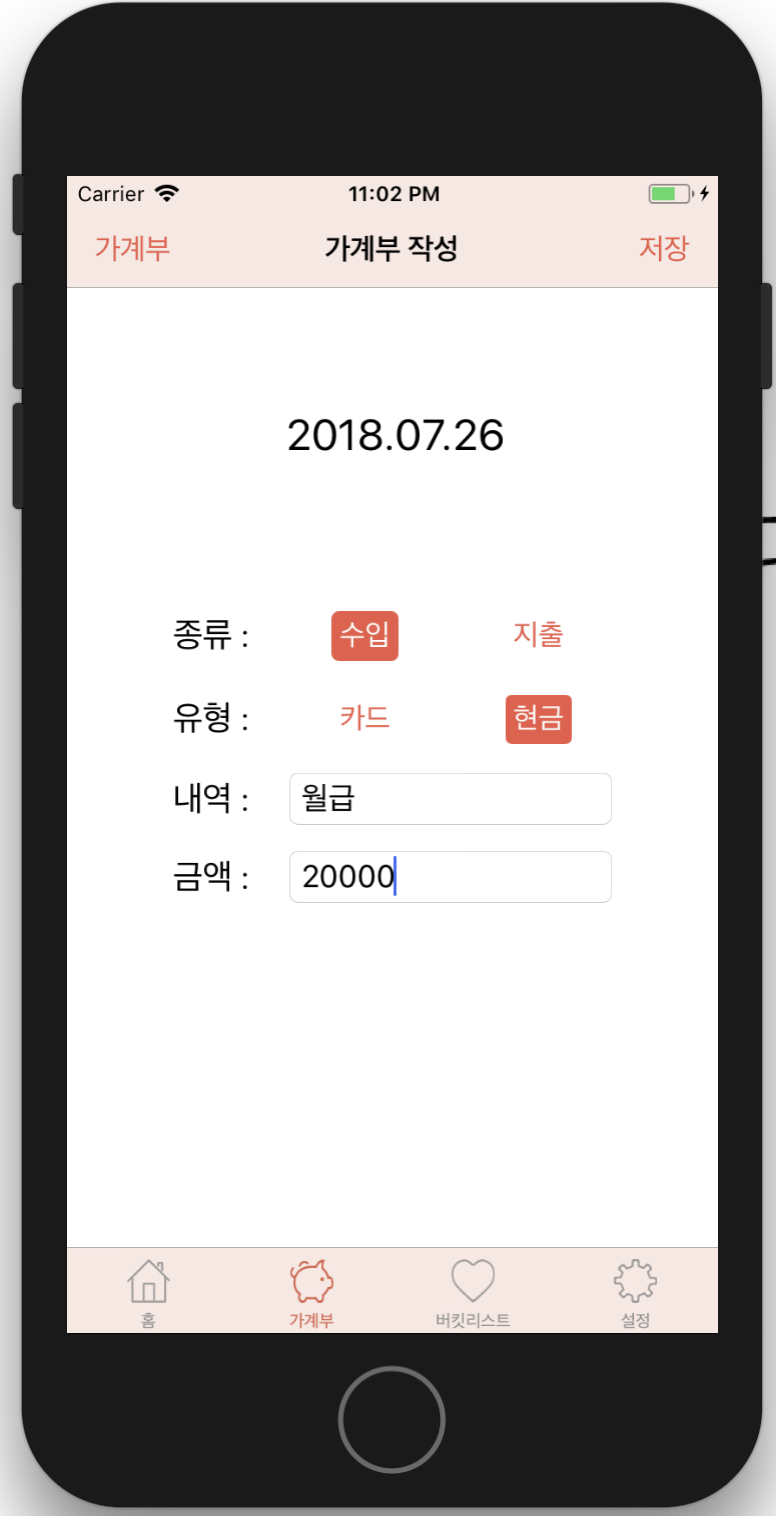 Carrier 11:02 PM
가계부 가계부 작성 저장
2018.07.26
종류 : 수입 지출
유형 : 카드 현금
내역 : 월급
금액 : 20000
홈 가계부 버킷리스트 설정